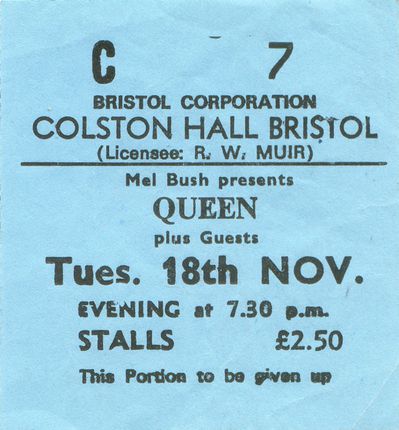 C 7
BRISTOL CORPORATION
COLSTON HALL BRISTOL
(Licensee: R. W. MUIR)
Mel Bush presents
QUEEN
plus Guests
Tues. 18th NOV.
EVENING at 7.30 p.m.
STALLS £2.50
This Portion to be given up